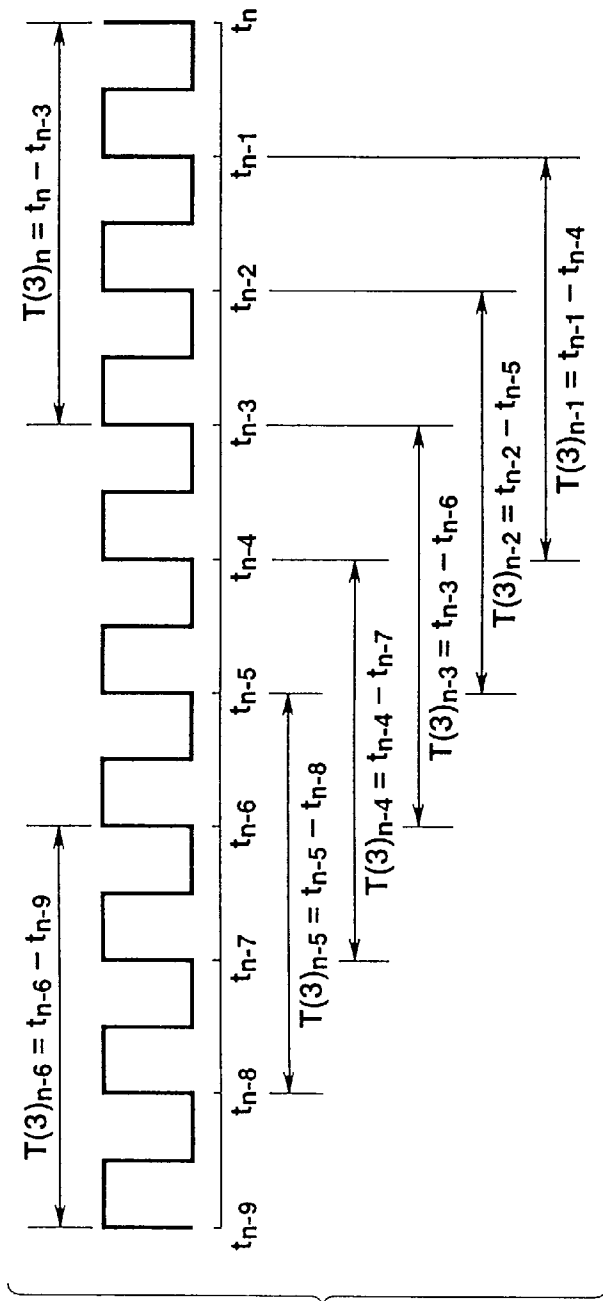 T(3)n-6 = tn-6 − tn-9
T(3)n = tn − tn-3
tn-9
tn-8
tn-7
tn-6
tn-5
tn-4
tn-3
tn-2
tn-1
tn
T(3)n-5 = tn-5 − tn-8
T(3)n-4 = tn-4 − tn-7
T(3)n-3 = tn-3 − tn-6
T(3)n-2 = tn-2 − tn-5
T(3)n-1 = tn-1 − tn-4